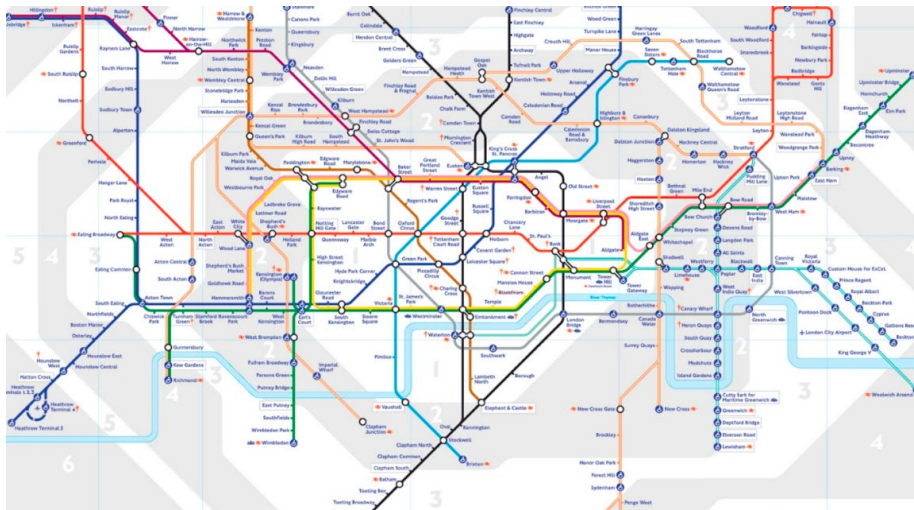 Hillingdon
Ruislip
Ruislip
Manor
Eastcote
North Harrow
Harrow-
on-the-Hill
West
Harrow
Rayners Lane
Ruislip
Gardens
South Ruislip
Northolt
Greenford
Perivale
Hanger Lane
Park Royal
North Ealing
Ealing Broadway
Ealing Common
South Ealing
Northfields
Boston Manor
Osterley
Hounslow East
Hounslow Central
Hounslow
West
Hatton Cross
Heathrow
Terminals 1, 2, 3
Heathrow
Terminal 4
Heathrow Terminal 5
South Harrow
Sudbury Hill
Sudbury Town
Alperton
Harrow &
Wealdstone
Kenton
Northwick
Park
Preston
Road
South Kenton
North Wembley
Wembley Central
Stonebridge Park
Harlesden
Willesden Junction
Kensal Green
Queen's Park
Kilburn Park
Maida Vale
Warwick Avenue
Royal Oak
Westbourne Park
Ladbroke Grove
Latimer Road
Canons Park
Queensbury
Kingsbury
Wembley
Park
Neasden
Dollis Hill
Willesden Green
Kilburn
West Hampstead
Finchley Road
Swiss Cottage
St. John's Wood
Kensal
Rise
Brondesbury
Park
Brondesbury
Kilburn
High Road
South
Hampstead
Burnt Oak
Colindale
Hendon Central
Brent Cross
Golders Green
Hampstead
Hampstead
Heath
Finchley Road
& Frognal
Belsize Park
Chalk Farm
Camden Town
Mornington
Crescent
Euston
Finchley Central
East Finchley
Highgate
Archway
Gospel
Oak
Tufnell Park
Kentish Town
Kentish
Town West
Camden
Road
Upper Holloway
Crouch Hill
Wood Green
Turnpike Lane
Manor House
Harringay
Green Lanes
Seven
Sisters
South Tottenham
Tottenham
Hale
Blackhorse
Road
Walthamstow
Central
Walthamstow
Queen's Road
Finsbury
Park
Arsenal
Holloway Road
Caledonian Road
Caledonian
Road &
Barnsbury
Highbury &
Islington
Canonbury
Dalston Kingsland
Dalston Junction
Haggerston
Hoxton
Shoreditch
High Street
Hackney
Central
Homerton
Hackney
Wick
Stratford
Pudding
Mill Lane
Woodford
South Woodford
Snaresbrook
Leytonstone
Leyton
Leyton
Midland Road
Leytonstone
High Road
Wanstead
Redbridge
Newbury
Park
Barkingside
Fairlop
Hainault
Chigwell
Wanstead Park
Woodgrange Park
Upminster
Upminster Bridge
Hornchurch
Elm Park
Dagenham
East
Dagenham
Heathway
Becontree
Upney
Barking
East Ham
Upton Park
Plaistow
West Ham
Bromley-
by-Bow
Bow Road
Bow Church
Mile End
Bethnal
Green
Stepney Green
Whitechapel
Aldgate
East
Aldgate
Liverpool
Street
Moorgate
Old Street
Angel
King's Cross
St. Pancras
Farringdon
Barbican
Paddington
Edgware
Road
Marylebone
Edgware
Road
Baker
Street
Great
Portland
Street
Regent's Park
Warren Street
Euston
Square
Goodge
Street
Russell
Square
Chancery
Lane
Holborn
St. Paul's
Bank
Covent Garden
Leicester Square
Tottenham
Court Road
Oxford
Circus
Bond
Street
Marble
Arch
Lancaster
Gate
Queensway
Notting
Hill Gate
Bayswater
High Street
Kensington
Holland
Park
Shepherd's
Bush
White
City
East
Acton
North
Acton
West
Acton
Wood Lane
Shepherd's Bush
Market
Goldhawk Road
Hammersmith
Kensington
(Olympia)
Barons
Court
West
Kensington
Earl's
Court
Gloucester
Road
South
Kensington
Sloane
Square
Victoria
Knightsbridge
Hyde Park Corner
Green Park
Piccadilly
Circus
Charing
Cross
St. James's
Park
Westminster
Embankment
Temple
Blackfriars
Mansion House
Cannon Street
Monument
Tower
Hill
Tower
Gateway
River Thames
Acton Central
South Acton
Acton Town
Chiswick
Park
Turnham
Green
Stamford
Brook
Ravenscourt
Park
Gunnersbury
Kew Gardens
Richmond
West Brompton
Fulham Broadway
Parsons Green
Putney Bridge
East Putney
Southfields
Wimbledon Park
Wimbledon
Imperial
Wharf
Clapham
Junction
Pimlico
Vauxhall
Stockwell
Brixton
Waterloo
Southwark
Lambeth
North
Elephant & Castle
Borough
London
Bridge
Kennington
Oval
Clapham North
Clapham Common
Clapham South
Balham
Tooting Bec
Tooting Broadway
Bermondsey
Canada
Water
Rotherhithe
Wapping
Shadwell
Limehouse
Westferry
Poplar
Blackwall
East
India
Canning
Town
Royal
Victoria
Custom House for ExCeL
Prince Regent
Royal Albert
Beckton Park
Cyprus
Gallions Reach
Beckton
West Silvertown
Pontoon Dock
London City Airport
King George V
Woolwich Arsenal
Devons Road
Langdon Park
All Saints
West
India Quay
Canary Wharf
Heron Quays
South Quay
Crossharbour
Mudchute
Island Gardens
Cutty Sark for
Maritime Greenwich
Greenwich
Deptford Bridge
Elverson Road
Lewisham
North
Greenwich
Surrey Quays
New Cross Gate
New Cross
Brockley
Honor Oak Park
Forest Hill
Sydenham
Penge West